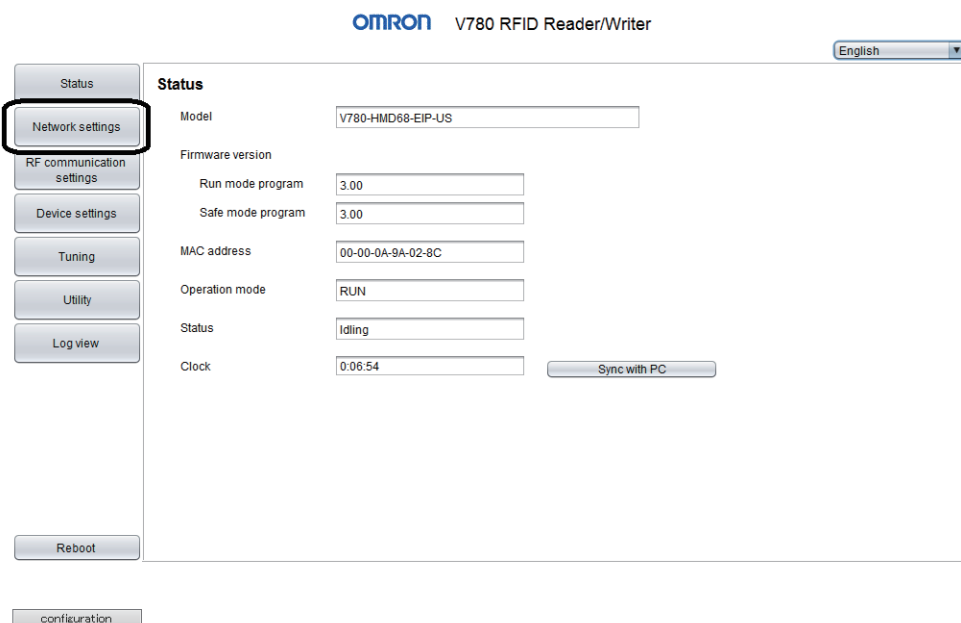 OMRON V780 RFID Reader/Writer
English
Status
Network settings
RF communication
settings
Device settings
Tuning
Utility
Log view
Reboot
Status
Model V780-HMD68-EIP-US
Firmware version
Run mode program 3.00
Safe mode program 3.00
MAC address 00-00-0A-9A-02-8C
Operation mode RUN
Status Idling
Clock 0:06:54 Sync with PC
configuration